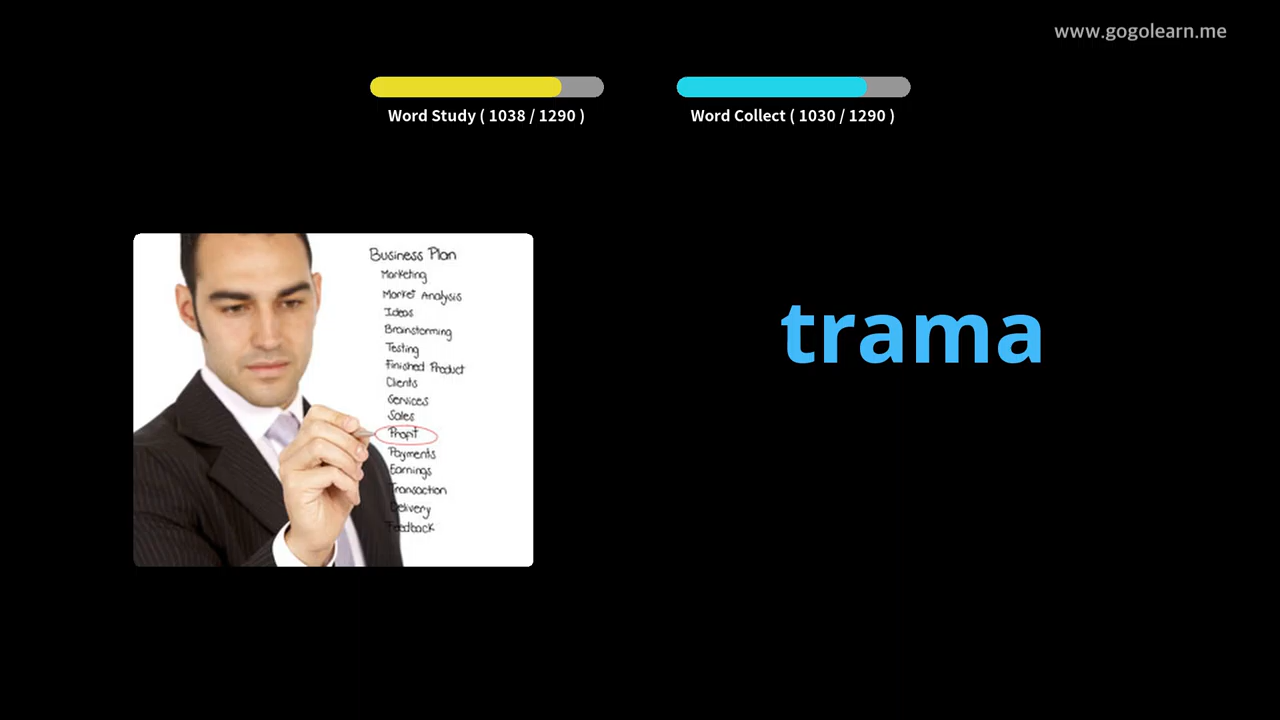 www.gogolearn.me
Word Study ( 1038 / 1290 )
Word Collect ( 1030 / 1290 )
Business Plan
Marketing
Market Analysis
Ideas
Brainstorming
Testing
Finished Product
Clients
Services
Sales
Profit
Payments
Earnings
Transaction
Delivery
Feedback
trama